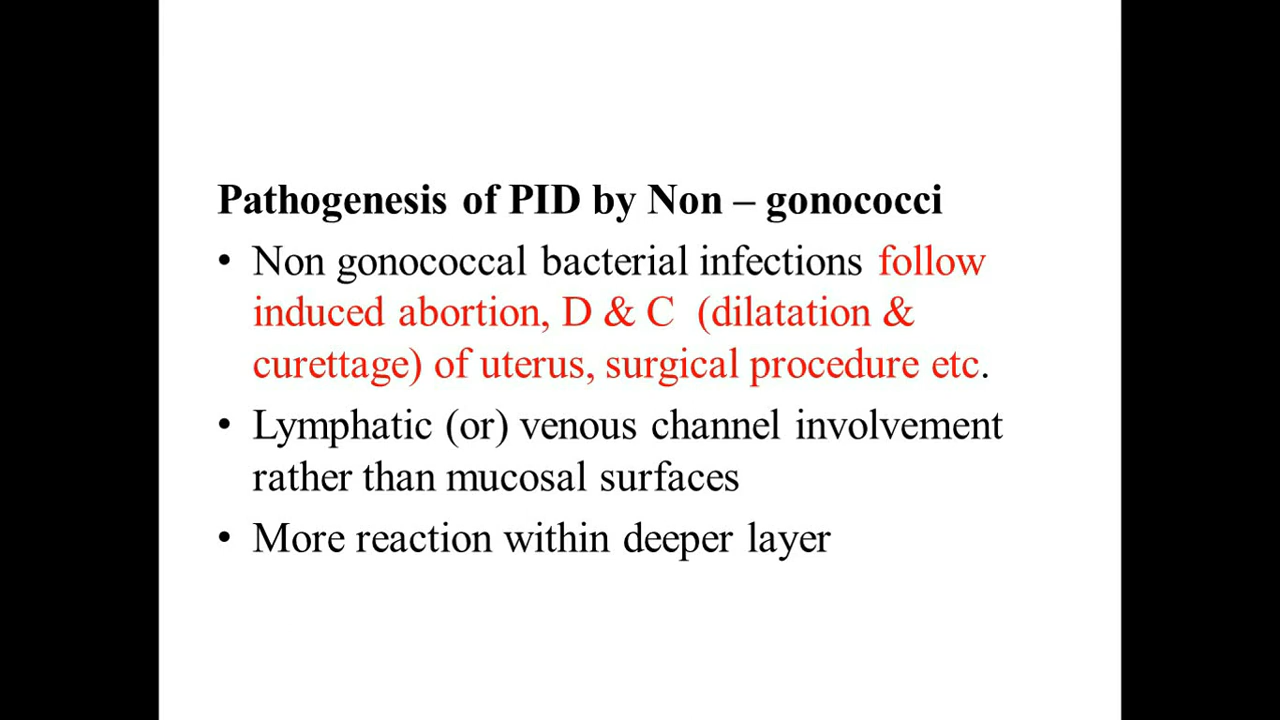 Pathogenesis of PID by Non – gonococci
• Non gonococcal bacterial infections follow
induced abortion, D & C (dilatation &
curettage) of uterus, surgical procedure etc.
• Lymphatic (or) venous channel involvement
rather than mucosal surfaces
• More reaction within deeper layer